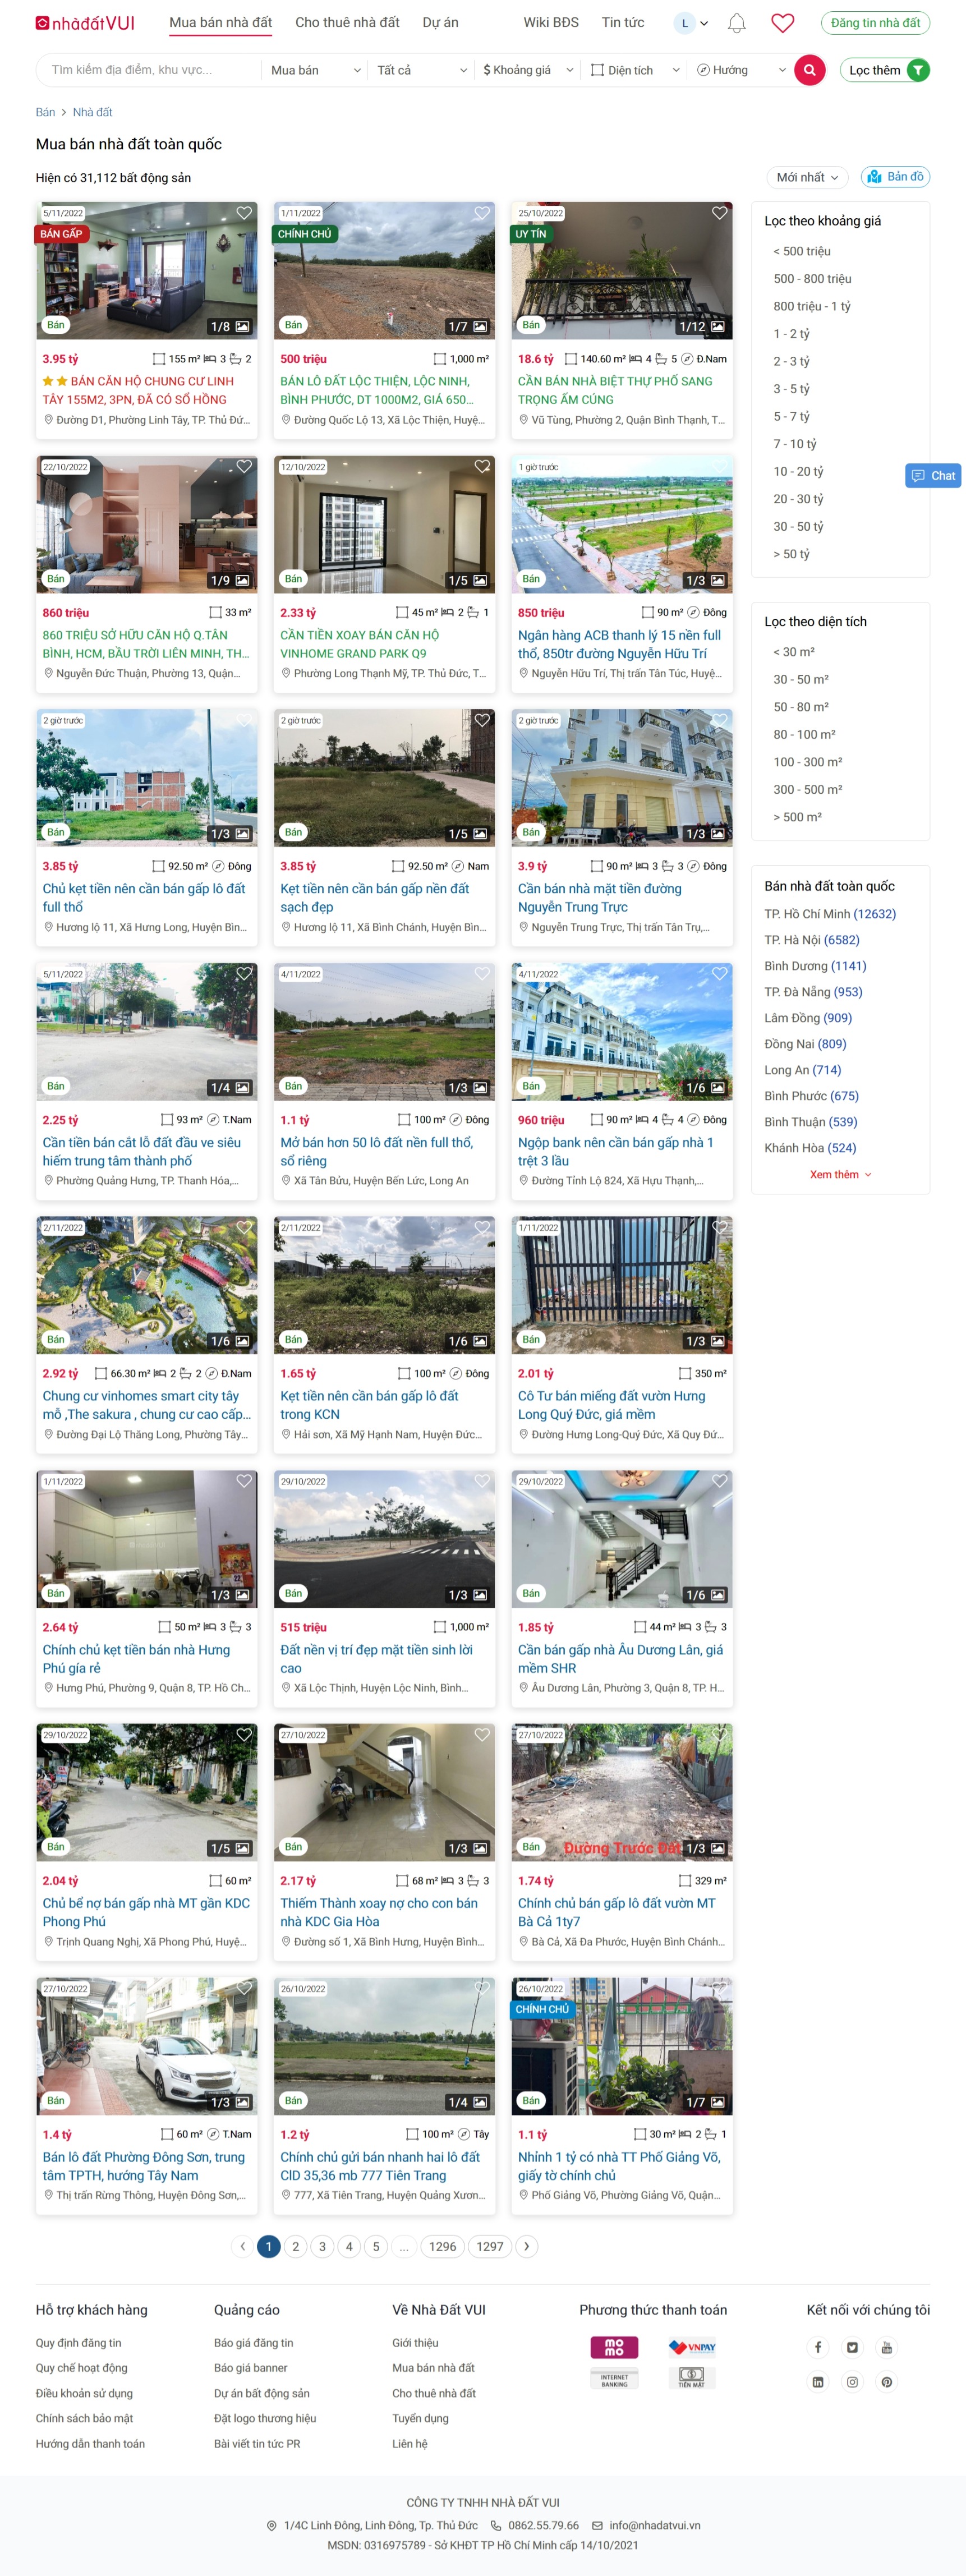 nhàđấtVUI
Mua bán nhà đất
Cho thuê nhà đất
Dự án
Wiki BĐS
Tin tức
L
Đăng tin nhà đất
Tìm kiếm địa điểm, khu vực...
Mua bán
Tất cả
$ Khoảng giá
Diện tích
Hướng
Lọc thêm
Bán > Nhà đất
Mua bán nhà đất toàn quốc
Hiện có 31,112 bất động sản
Mới nhất
Bản đồ
5/11/2022
BÁN GẤP
Bán
1/8
3.95 tỷ 155 m² 3 2
BÁN CĂN HỘ CHUNG CƯ LINH
TÂY 155M2, 3PN, ĐÃ CÓ SỔ HỒNG
Đường D1, Phường Linh Tây, TP. Thủ Đứ...
1/11/2022
CHÍNH CHỦ
Bán
1/7
500 triệu 1,000 m²
BÁN LÔ ĐẤT LỘC THIỆN, LỘC NINH,
BÌNH PHƯỚC, DT 1000M2, GIÁ 650...
Đường Quốc Lộ 13, Xã Lộc Thiện, Huyệ...
25/10/2022
UY TÍN
Bán
1/12
18.6 tỷ 140.60 m² 4 5 Đ.Nam
CẦN BÁN NHÀ BIỆT THỰ PHỐ SANG
TRỌNG ẤM CÚNG
Vũ Tùng, Phường 2, Quận Bình Thạnh, T...
22/10/2022
Bán
1/9
860 triệu 33 m²
860 TRIỆU SỞ HỮU CĂN HỘ Q.TÂN
BÌNH, HCM, BẦU TRỜI LIÊN MINH, TH...
Nguyễn Đức Thuận, Phường 13, Quận...
12/10/2022
Bán
1/5
2.33 tỷ 45 m² 2 1
CẦN TIỀN XOAY BÁN CĂN HỘ
VINHOME GRAND PARK Q9
Phường Long Thạnh Mỹ, TP. Thủ Đức, T...
1 giờ trước
Bán
1/3
850 triệu 90 m² Đông
Ngân hàng ACB thanh lý 15 nền full
thổ, 850tr đường Nguyễn Hữu Trí
Nguyễn Hữu Trí, Thị trấn Tân Túc, Huyệ...
2 giờ trước
Bán
1/3
3.85 tỷ 92.50 m² Đông
Chủ kẹt tiền nên cần bán gấp lô đất
full thổ
Hương lộ 11, Xã Hưng Long, Huyện Bìn...
2 giờ trước
Bán
1/5
3.85 tỷ 92.50 m² Nam
Kẹt tiền nên cần bán gấp nền đất
sạch đẹp
Hương lộ 11, Xã Bình Chánh, Huyện Bìn...
2 giờ trước
Bán
1/3
3.9 tỷ 90 m² 3 3 Đông
Cần bán nhà mặt tiền đường
Nguyễn Trung Trực
Nguyễn Trung Trực, Thị trấn Tân Trụ,...
5/11/2022
Bán
1/4
2.25 tỷ 93 m² T.Nam
Cần tiền bán cắt lỗ đất đầu ve siêu
hiếm trung tâm thành phố
Phường Quảng Hưng, TP. Thanh Hóa,...
4/11/2022
Bán
1/3
1.1 tỷ 100 m² Đông
Mở bán hơn 50 lô đất nền full thổ,
sổ riêng
Xã Tân Bửu, Huyện Bến Lức, Long An
4/11/2022
Bán
1/6
960 triệu 90 m² 4 4 Đông
Ngộp bank nên cần bán gấp nhà 1
trệt 3 lầu
Đường Tỉnh Lộ 824, Xã Hựu Thạnh,...
2/11/2022
Bán
1/6
2.92 tỷ 66.30 m² 2 2 Đ.Nam
Chung cư vinhomes smart city tây
mỗ ,The sakura , chung cư cao cấp...
Đường Đại Lộ Thăng Long, Phường Tây...
2/11/2022
Bán
1/6
1.65 tỷ 100 m² Đông
Kẹt tiền nên cần bán gấp lô đất
trong KCN
Hải sơn, Xã Mỹ Hạnh Nam, Huyện Đức...
1/11/2022
Bán
1/3
2.01 tỷ 350 m²
Cô Tư bán miếng đất vườn Hưng
Long Quý Đức, giá mềm
Đường Hưng Long-Quý Đức, Xã Quy Đứ...
1/11/2022
Bán
1/3
2.64 tỷ 50 m² 3 3
Chính chủ kẹt tiền bán nhà Hưng
Phú gía rẻ
Hưng Phú, Phường 9, Quận 8, TP. Hồ Ch...
29/10/2022
Bán
1/3
515 triệu 1,000 m²
Đất nền vị trí đẹp mặt tiền sinh lời
cao
Xã Lộc Thịnh, Huyện Lộc Ninh, Bình...
29/10/2022
Bán
1/6
1.85 tỷ 44 m² 3 3
Cần bán gấp nhà Âu Dương Lân, giá
mềm SHR
Âu Dương Lân, Phường 3, Quận 8, TP. H...
29/10/2022
Bán
1/5
2.04 tỷ 60 m²
Chủ bể nợ bán gấp nhà MT gần KDC
Phong Phú
Trịnh Quang Nghị, Xã Phong Phú, Huyệ...
27/10/2022
Bán
1/3
2.17 tỷ 68 m² 3 3
Thiếm Thành xoay nợ cho con bán
nhà KDC Gia Hòa
Đường số 1, Xã Bình Hưng, Huyện Bình...
27/10/2022
Bán
Đường Trước Đất
1/3
1.74 tỷ 329 m²
Chính chủ bán gấp lô đất vườn MT
Bà Cả 1ty7
Bà Cả, Xã Đa Phước, Huyện Bình Chánh...
27/10/2022
Bán
1/3
1.4 tỷ 60 m² T.Nam
Bán lô đất Phường Đông Sơn, trung
tâm TPTH, hướng Tây Nam
Thị trấn Rừng Thông, Huyện Đông Sơn,...
26/10/2022
Bán
1/4
1.2 tỷ 100 m² Tây
Chính chủ gửi bán nhanh hai lô đất
ClD 35,36 mb 777 Tiên Trang
777, Xã Tiên Trang, Huyện Quảng Xươn...
26/10/2022
CHÍNH CHỦ
Bán
1/7
1.1 tỷ 30 m² 2 1
Nhỉnh 1 tỷ có nhà TT Phố Giảng Võ,
giấy tờ chính chủ
Phố Giảng Võ, Phường Giảng Võ, Quận...
Lọc theo khoảng giá
< 500 triệu
500 - 800 triệu
800 triệu - 1 tỷ
1 - 2 tỷ
2 - 3 tỷ
3 - 5 tỷ
5 - 7 tỷ
7 - 10 tỷ
10 - 20 tỷ
20 - 30 tỷ
30 - 50 tỷ
> 50 tỷ
Chat
Lọc theo diện tích
< 30 m²
30 - 50 m²
50 - 80 m²
80 - 100 m²
100 - 300 m²
300 - 500 m²
> 500 m²
Bán nhà đất toàn quốc
TP. Hồ Chí Minh (12632)
TP. Hà Nội (6582)
Bình Dương (1141)
TP. Đà Nẵng (953)
Lâm Đồng (909)
Đồng Nai (809)
Long An (714)
Bình Phước (675)
Bình Thuận (539)
Khánh Hòa (524)
Xem thêm
1 2 3 4 5 ... 1296 1297
Hỗ trợ khách hàng
Quy định đăng tin
Quy chế hoạt động
Điều khoản sử dụng
Chính sách bảo mật
Hướng dẫn thanh toán
Quảng cáo
Báo giá đăng tin
Báo giá banner
Dự án bất động sản
Đặt logo thương hiệu
Bài viết tin tức PR
Về Nhà Đất VUI
Giới thiệu
Mua bán nhà đất
Cho thuê nhà đất
Tuyển dụng
Liên hệ
Phương thức thanh toán
mo
mo
VNPAY
INTERNET
BANKING
TIỀN MẶT
Kết nối với chúng tôi
CÔNG TY TNHH NHÀ ĐẤT VUI
1/4C Linh Đông, Linh Đông, Tp. Thủ Đức 0862.55.79.66 info@nhadatvui.vn
MSDN: 0316975789 - Sở KHĐT TP Hồ Chí Minh cấp 14/10/2021